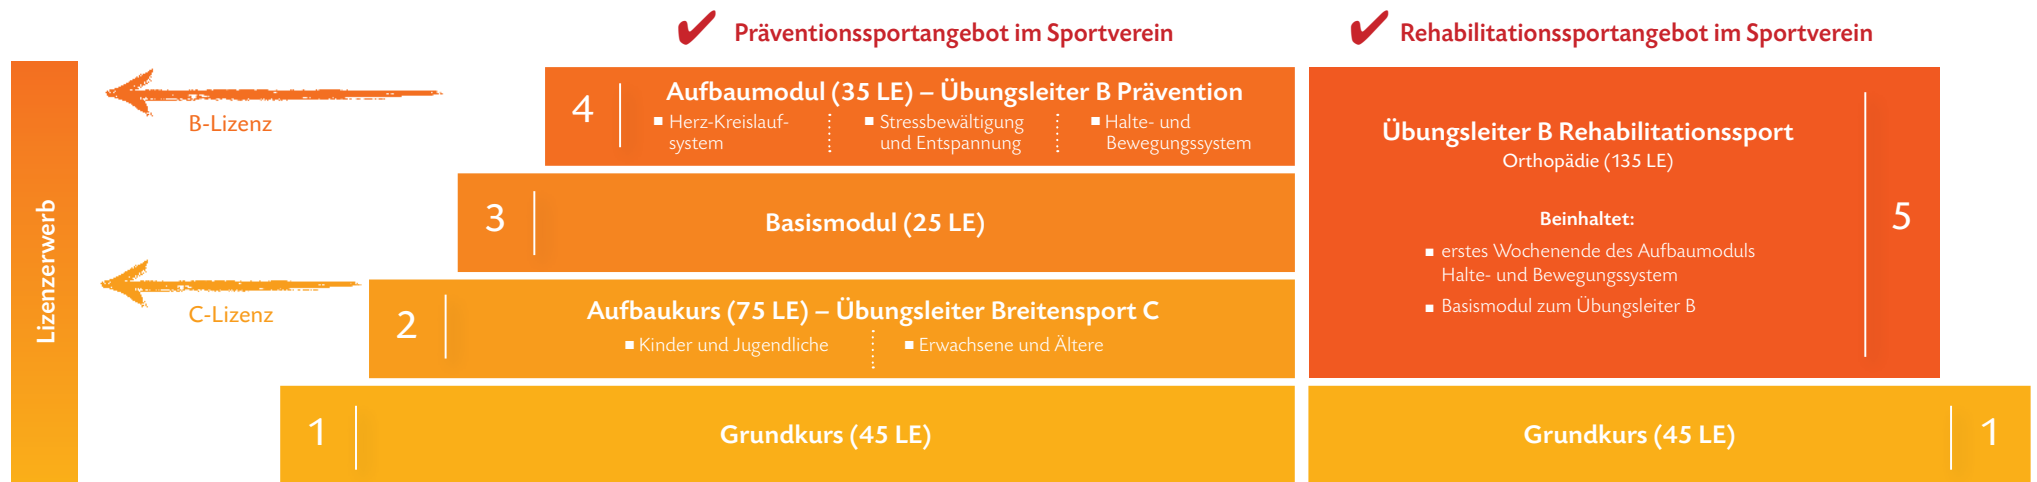 ✔ Präventionssportangebot im Sportverein
✔ Rehabilitationssportangebot im Sportverein
Lizenzerwerb
B-Lizenz
C-Lizenz
4
Aufbaumodul (35 LE) – Übungsleiter B Prävention
■ Herz-Kreislauf-
system
■ Stressbewältigung
und Entspannung
■ Halte- und
Bewegungssystem
3
Basismodul (25 LE)
2
Aufbaukurs (75 LE) – Übungsleiter Breitensport C
■ Kinder und Jugendliche
■ Erwachsene und Ältere
1
Grundkurs (45 LE)
Übungsleiter B Rehabilitationssport
Orthopädie (135 LE)
Beinhaltet:
■ erstes Wochenende des Aufbaumoduls
Halte- und Bewegungssystem
■ Basismodul zum Übungsleiter B
5
Grundkurs (45 LE)
1